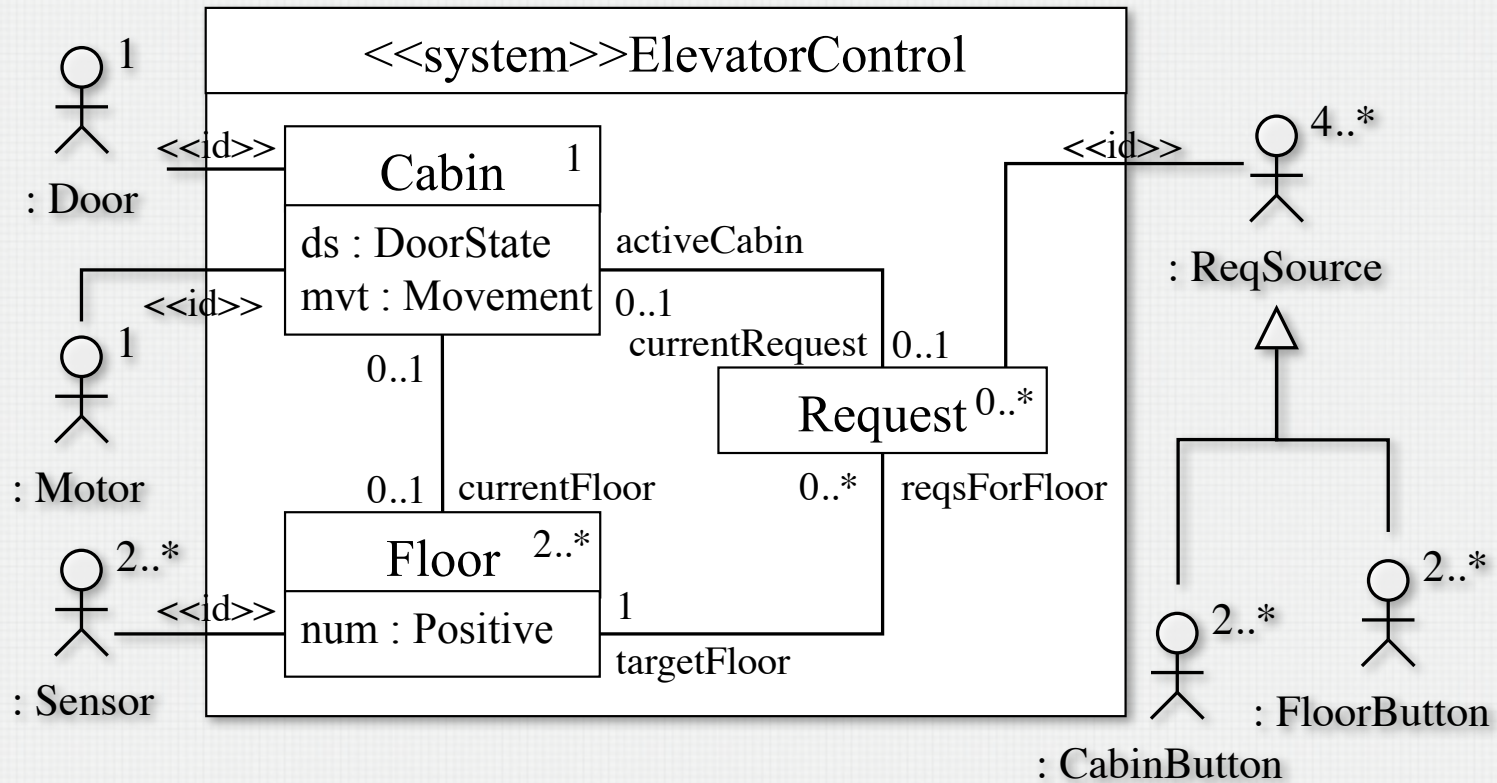 <<system>>ElevatorControl
1
: Door
<<id>>
Cabin 1
ds : DoorState
mvt : Movement
<<id>>
1
: Motor
activeCabin
0..1
currentRequest 0..1
<<id>>
4..*
: ReqSource
Request 0..*
0..1
0..1 currentFloor
0..* reqsForFloor
2..*
: Sensor
<<id>>
Floor 2..*
num : Positive
1
targetFloor
2..*
: CabinButton
2..*
: FloorButton